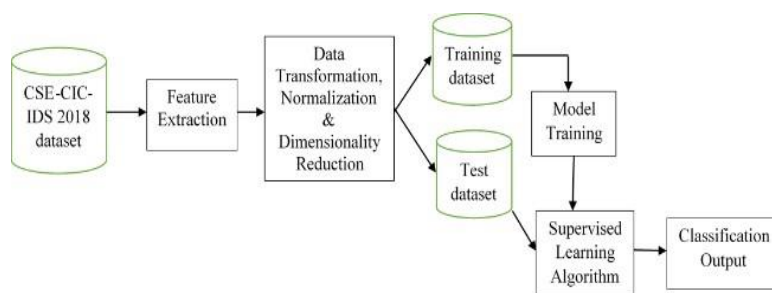 CSE-CIC-
IDS 2018
dataset
Feature
Extraction
Data
Transformation,
Normalization
&
Dimensionality
Reduction
Training
dataset
Test
dataset
Model
Training
Supervised
Learning
Algorithm
Classification
Output